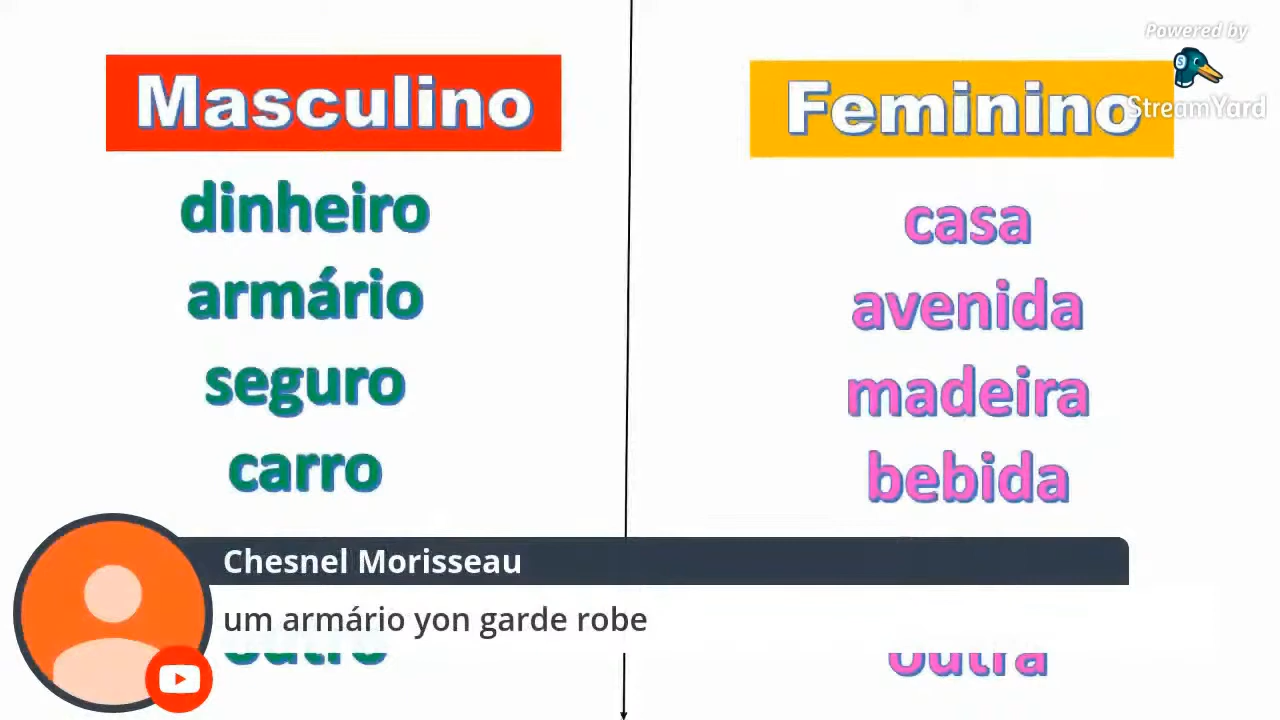 Powered by
StreamYard
Masculino
dinheiro
armário
seguro
carro
outro
Feminino
casa
avenida
madeira
bebida
outra
Chesnel Morisseau
um armário yon garde robe